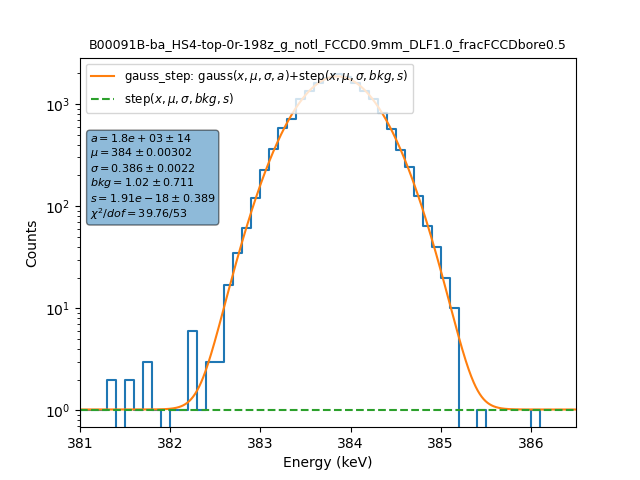 B00091B-ba_HS4-top-0r-198z_g_notl_FCCD0.9mm_DLF1.0_fracFCCDbore0.5
gauss_step: gauss(x, μ, σ, a)+step(x, μ, σ, bkg, s)
step(x, μ, σ, bkg, s)
a = 1.8e + 03 ± 14
μ = 384 ± 0.00302
σ = 0.386 ± 0.0022
bkg = 1.02 ± 0.711
s = 1.91e − 18 ± 0.389
χ²/dof = 39.76/53
Counts
10³
10²
10¹
10⁰
381 382 383 384 385 386
Energy (keV)